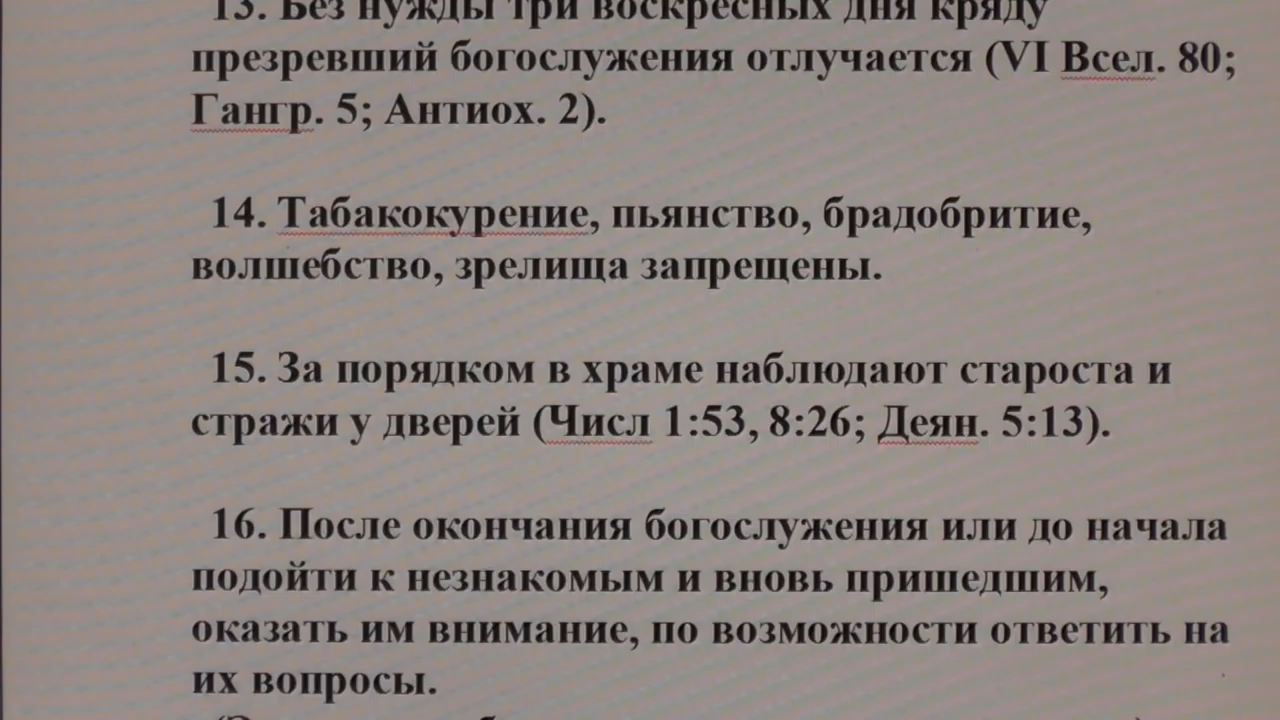 13. Без нужды три воскресных дня кряду
презревший богослужения отлучается (VI Всел. 80;
Гангр. 5; Антиох. 2).
14. Табакокурение, пьянство, брадобритие,
волшебство, зрелища запрещены.
15. За порядком в храме наблюдают староста и
стражи у дверей (Числ 1:53, 8:26; Деян. 5:13).
16. После окончания богослужения или до начала
подойти к незнакомым и вновь пришедшим,
оказать им внимание, по возможности ответить на
их вопросы.